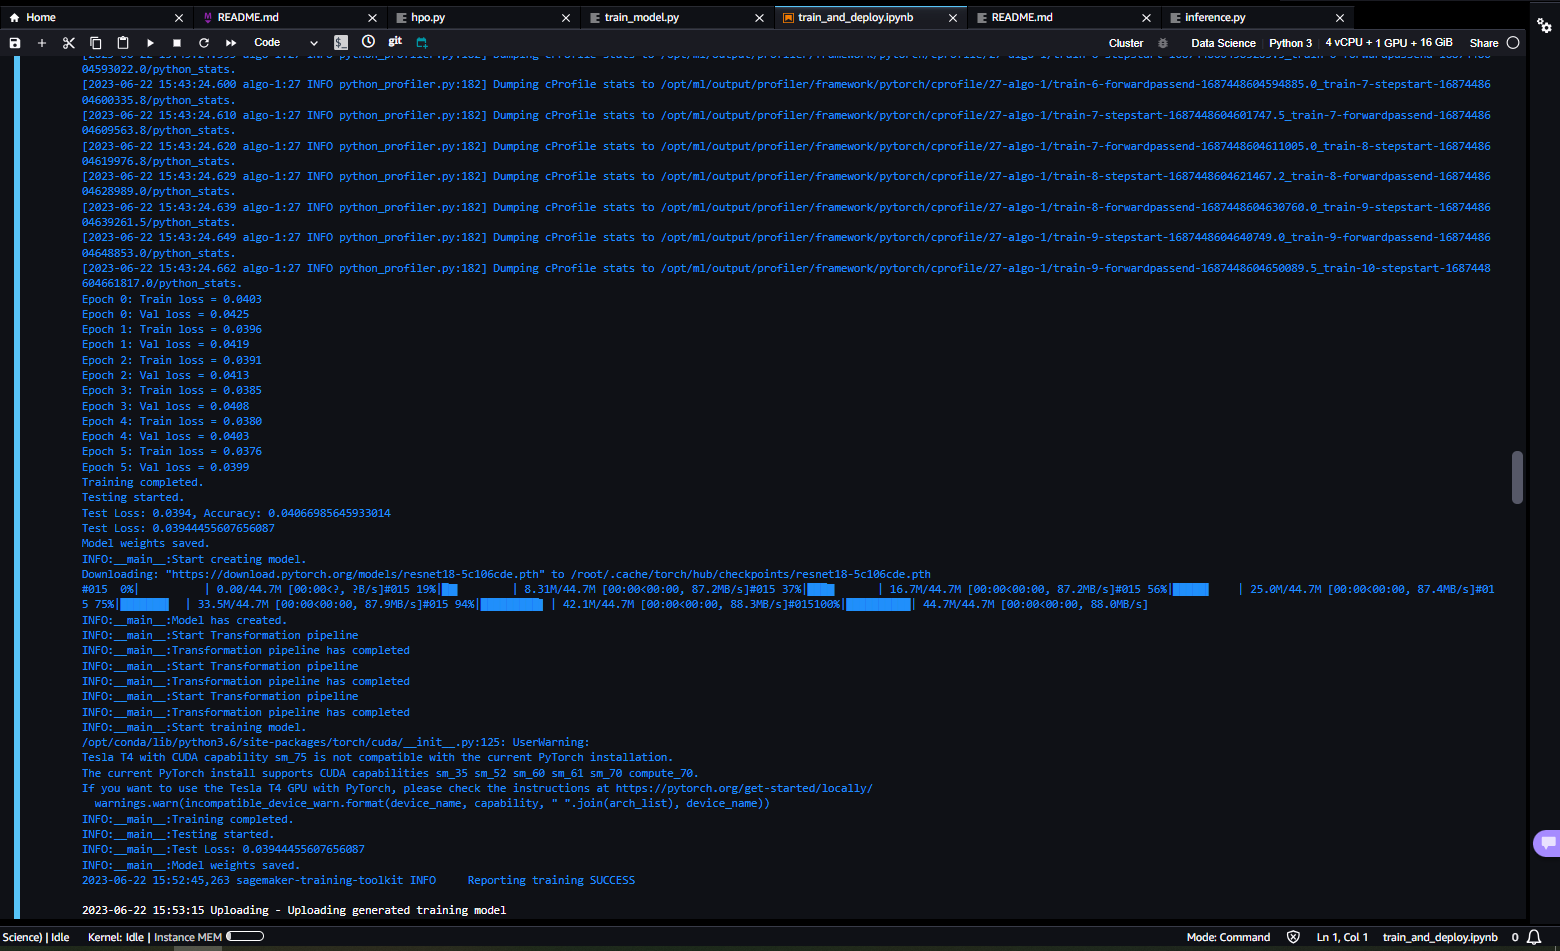 Home
README.md
hpo.py
train_model.py
train_and_deploy.ipynb
README.md
inference.py
Code
git
Cluster
Data Science
Python 3
4 vCPU + 1 GPU + 16 GiB
Share
04593022.0/python_stats.
[2023-06-22 15:43:24.600 algo-1:27 INFO python_profiler.py:182] Dumping cProfile stats to /opt/ml/output/profiler/framework/pytorch/cprofile/27-algo-1/train-6-forwardpassend-1687448604594885.0_train-7-stepstart-16874486
04600335.8/python_stats.
[2023-06-22 15:43:24.610 algo-1:27 INFO python_profiler.py:182] Dumping cProfile stats to /opt/ml/output/profiler/framework/pytorch/cprofile/27-algo-1/train-7-stepstart-1687448604601747.5_train-7-forwardpassend-16874486
04609563.8/python_stats.
[2023-06-22 15:43:24.620 algo-1:27 INFO python_profiler.py:182] Dumping cProfile stats to /opt/ml/output/profiler/framework/pytorch/cprofile/27-algo-1/train-7-forwardpassend-1687448604611005.0_train-8-stepstart-16874486
04619976.8/python_stats.
[2023-06-22 15:43:24.629 algo-1:27 INFO python_profiler.py:182] Dumping cProfile stats to /opt/ml/output/profiler/framework/pytorch/cprofile/27-algo-1/train-8-stepstart-1687448604621467.2_train-8-forwardpassend-16874486
04628989.0/python_stats.
[2023-06-22 15:43:24.639 algo-1:27 INFO python_profiler.py:182] Dumping cProfile stats to /opt/ml/output/profiler/framework/pytorch/cprofile/27-algo-1/train-8-forwardpassend-1687448604630760.0_train-9-stepstart-16874486
04639261.5/python_stats.
[2023-06-22 15:43:24.649 algo-1:27 INFO python_profiler.py:182] Dumping cProfile stats to /opt/ml/output/profiler/framework/pytorch/cprofile/27-algo-1/train-9-stepstart-1687448604640749.0_train-9-forwardpassend-16874486
04648853.0/python_stats.
[2023-06-22 15:43:24.662 algo-1:27 INFO python_profiler.py:182] Dumping cProfile stats to /opt/ml/output/profiler/framework/pytorch/cprofile/27-algo-1/train-9-forwardpassend-1687448604650089.5_train-10-stepstart-1687448
604661817.0/python_stats.
Epoch 0: Train loss = 0.0403
Epoch 0: Val loss = 0.0425
Epoch 1: Train loss = 0.0396
Epoch 1: Val loss = 0.0419
Epoch 2: Train loss = 0.0391
Epoch 2: Val loss = 0.0413
Epoch 3: Train loss = 0.0385
Epoch 3: Val loss = 0.0408
Epoch 4: Train loss = 0.0380
Epoch 4: Val loss = 0.0403
Epoch 5: Train loss = 0.0376
Epoch 5: Val loss = 0.0399
Training completed.
Testing started.
Test Loss: 0.0394, Accuracy: 0.04066985645933014
Test Loss: 0.03944455607656087
Model weights saved.
INFO:__main__:Start creating model.
Downloading: "https://download.pytorch.org/models/resnet18-5c106cde.pth" to /root/.cache/torch/hub/checkpoints/resnet18-5c106cde.pth
#015 0%| | 0.00/44.7M [00:00<?, ?B/s]#015 19%|██ | 8.31M/44.7M [00:00<00:00, 87.2MB/s]#015 37%|████ | 16.7M/44.7M [00:00<00:00, 87.2MB/s]#015 56%|█████ | 25.0M/44.7M [00:00<00:00, 87.4MB/s]#01
5 75%|███████ | 33.5M/44.7M [00:00<00:00, 87.9MB/s]#015 94%|█████████ | 42.1M/44.7M [00:00<00:00, 88.3MB/s]#015100%|██████████| 44.7M/44.7M [00:00<00:00, 88.0MB/s]
INFO:__main__:Model has created.
INFO:__main__:Start Transformation pipeline
INFO:__main__:Transformation pipeline has completed
INFO:__main__:Start Transformation pipeline
INFO:__main__:Transformation pipeline has completed
INFO:__main__:Start Transformation pipeline
INFO:__main__:Transformation pipeline has completed
INFO:__main__:Start training model.
/opt/conda/lib/python3.6/site-packages/torch/cuda/__init__.py:125: UserWarning:
Tesla T4 with CUDA capability sm_75 is not compatible with the current PyTorch installation.
The current PyTorch install supports CUDA capabilities sm_35 sm_52 sm_60 sm_61 sm_70 compute_70.
If you want to use the Tesla T4 GPU with PyTorch, please check the instructions at https://pytorch.org/get-started/locally/
warnings.warn(incompatible_device_warn.format(device_name, capability, " ".join(arch_list), device_name))
INFO:__main__:Training completed.
INFO:__main__:Testing started.
INFO:__main__:Test Loss: 0.03944455607656087
INFO:__main__:Model weights saved.
2023-06-22 15:52:45,263 sagemaker-training-toolkit INFO Reporting training SUCCESS
2023-06-22 15:53:15 Uploading - Uploading generated training model
Science) | Idle
Kernel: Idle | Instance MEM
Mode: Command
Ln 1, Col 1
train_and_deploy.ipynb
0